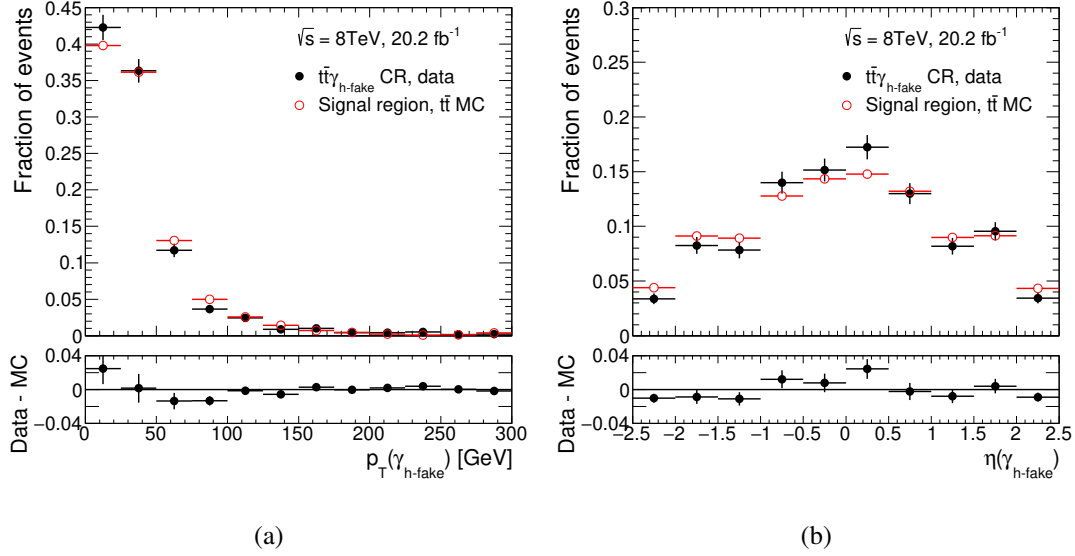 Fraction of events
0.45
0.4
0.35
0.3
0.25
0.2
0.15
0.1
0.05
0
√s = 8TeV, 20.2 fb⁻¹
tt̄γh-fake CR, data
Signal region, tt̄ MC
Data - MC
0.04
0
−0.04
0 50 100 150 200 250 300
pT(γh-fake) [GeV]
(a)
Fraction of events
0.3
0.25
0.2
0.15
0.1
0.05
0
√s = 8TeV, 20.2 fb⁻¹
tt̄γh-fake CR, data
Signal region, tt̄ MC
Data - MC
0.04
0
−0.04
−2.5 −2 −1.5 −1 −0.5 0 0.5 1 1.5 2 2.5
η(γh-fake)
(b)